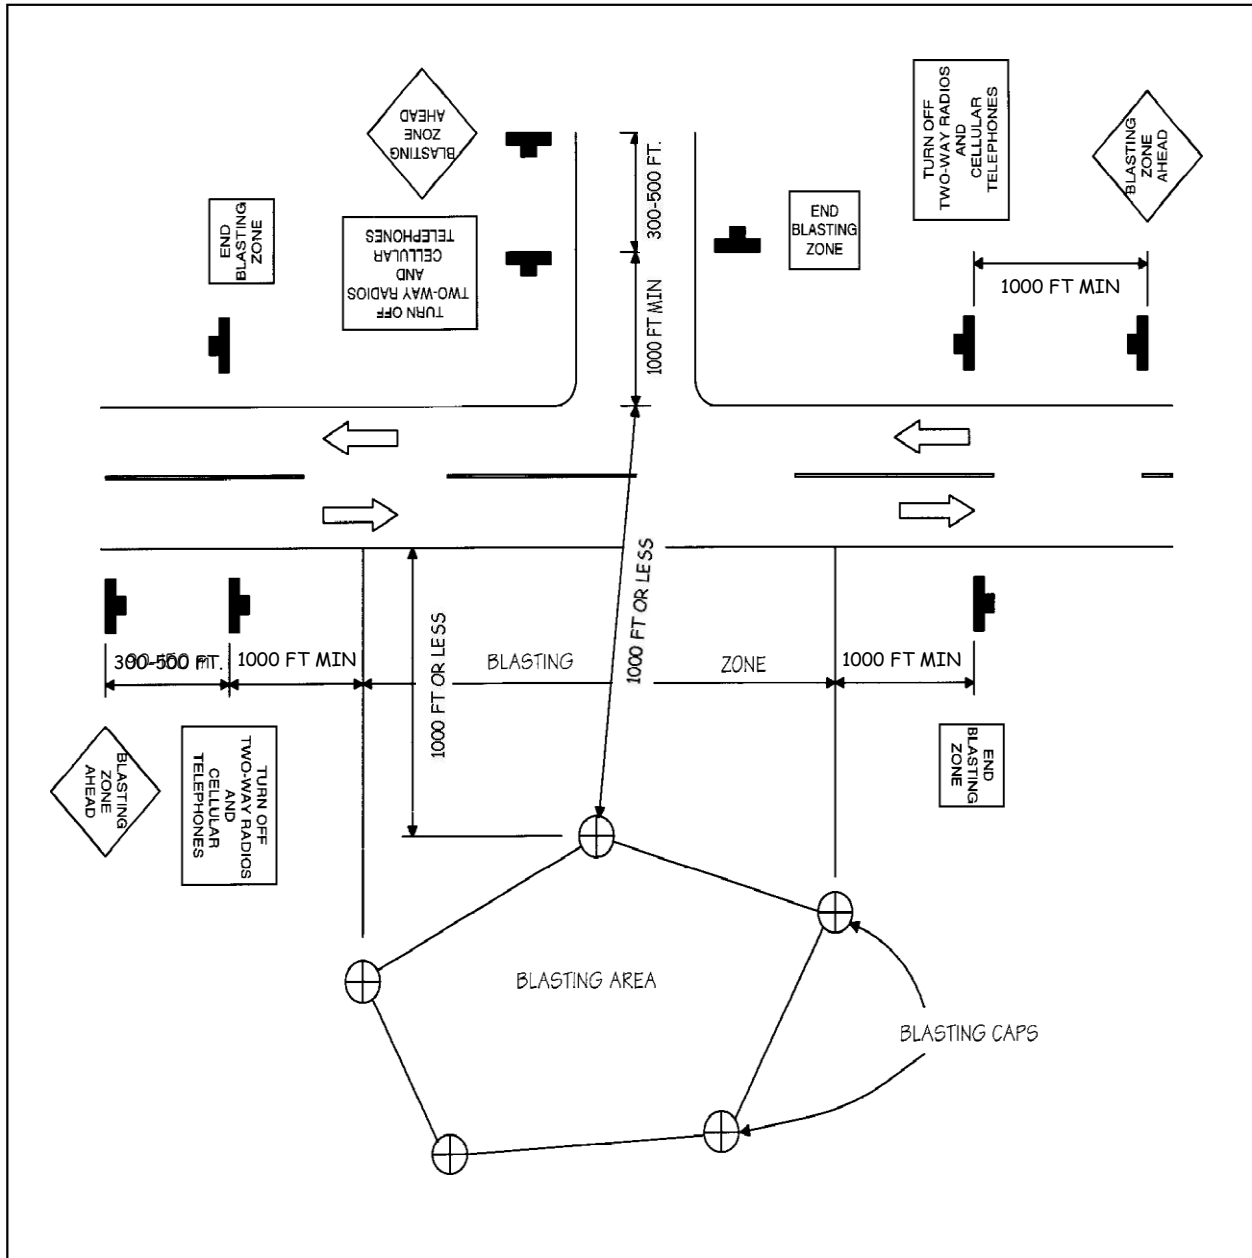 BLASTING
ZONE
AHEAD
TURN OFF
TWO-WAY RADIOS
AND
CELLULAR
TELEPHONES
BLASTING
ZONE
AHEAD
END
BLASTING
ZONE
TURN OFF
TWO-WAY RADIOS
AND
CELLULAR
TELEPHONES
300-500 FT.
END
BLASTING
ZONE
1000 FT MIN
1000 FT MIN
1000 FT OR LESS
1000 FT OR LESS
300-500 FT.
1000 FT MIN
BLASTING ZONE
1000 FT MIN
BLASTING
ZONE
AHEAD
TURN OFF
TWO-WAY RADIOS
AND
CELLULAR
TELEPHONES
END
BLASTING
ZONE
BLASTING AREA
BLASTING CAPS